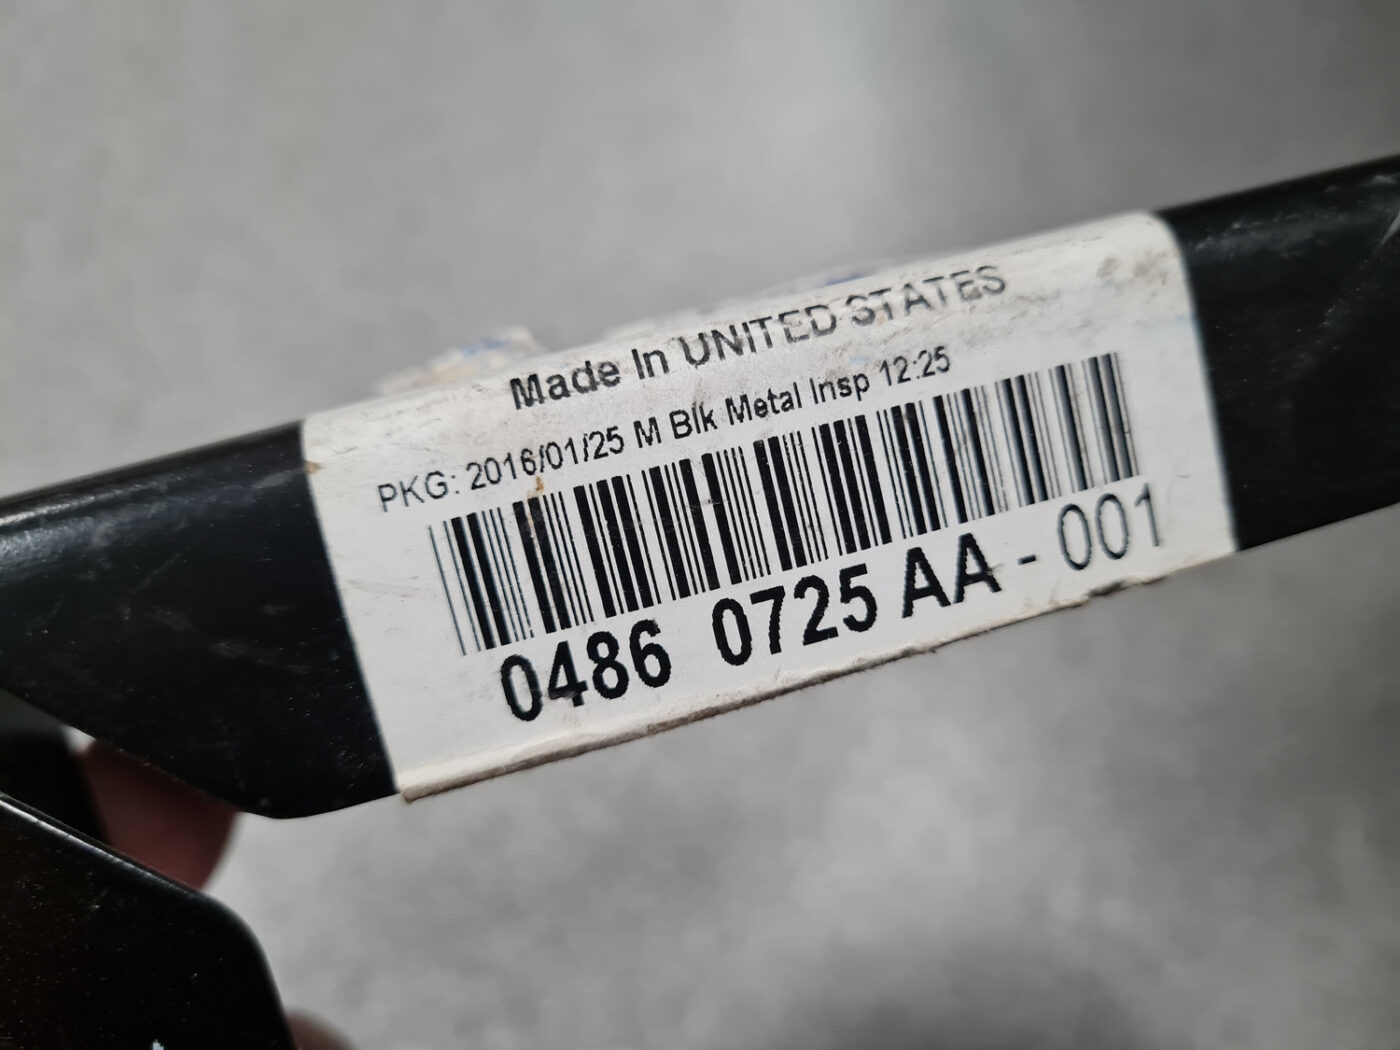 Made In UNITED STATES
PKG: 2016/01/25 M Blk Metal Insp 12:25
0486 0725 AA - 001